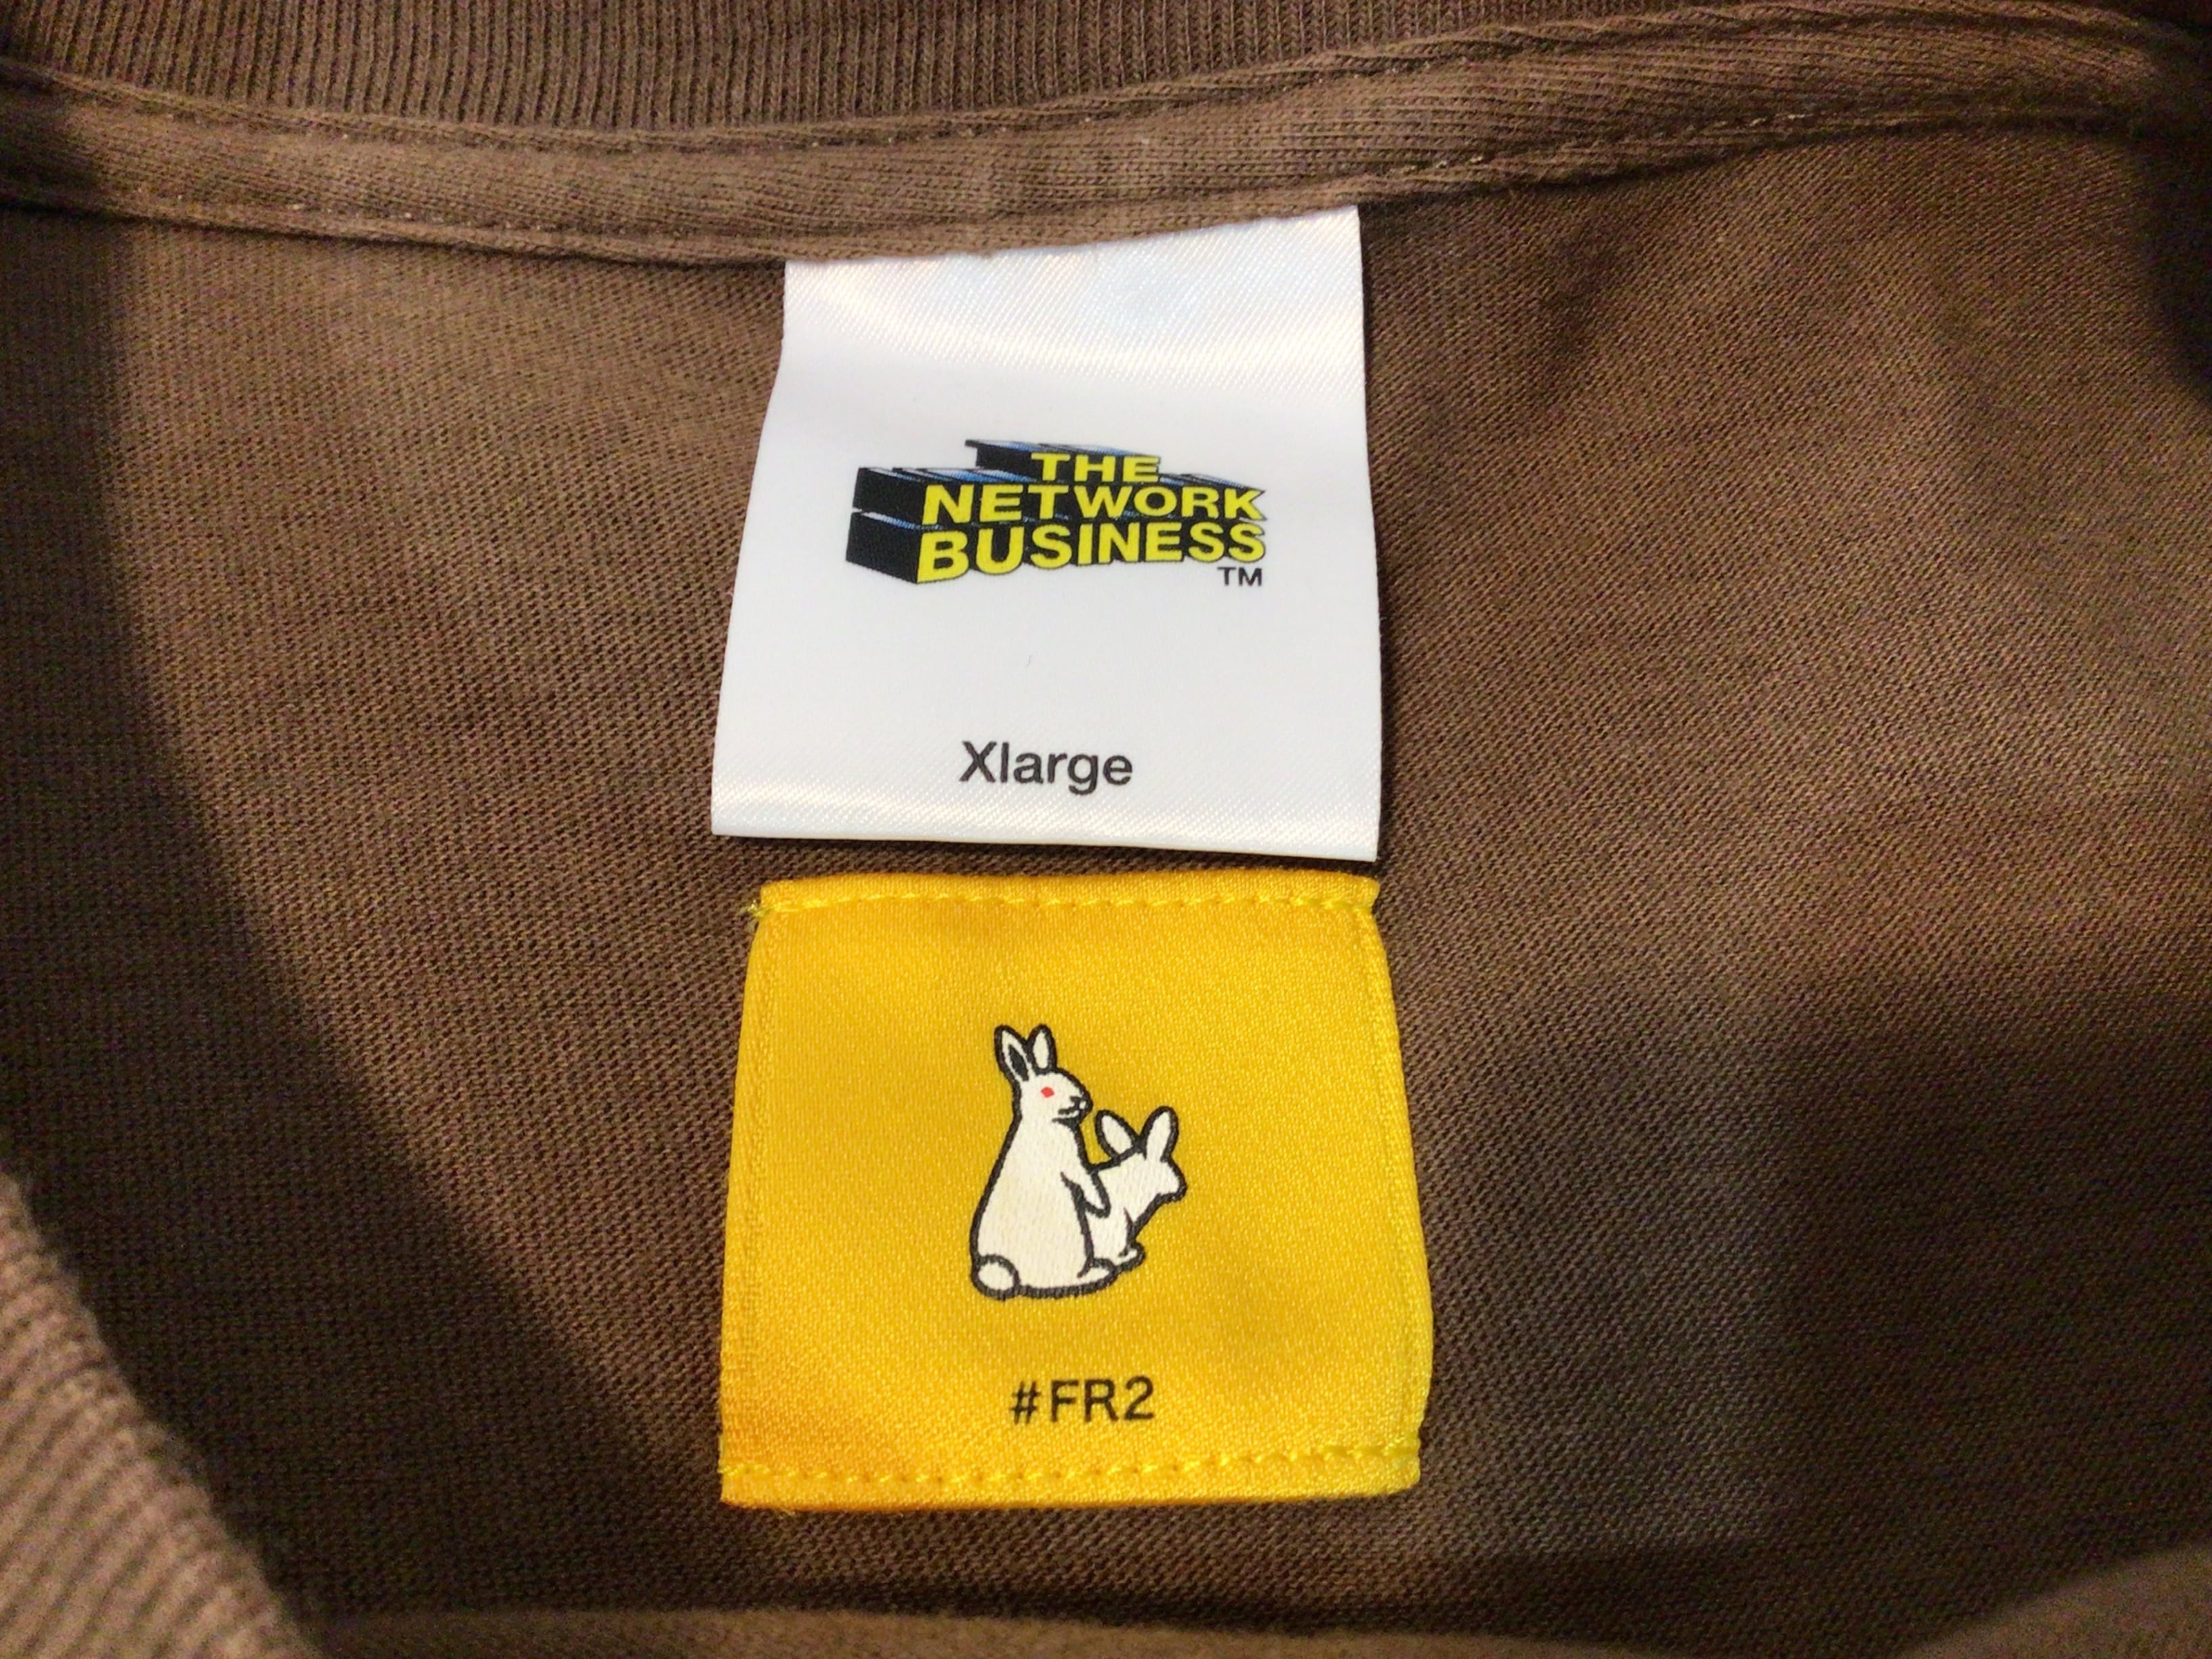 THE
NETWORK
BUSINESS
TM
Xlarge
#FR2